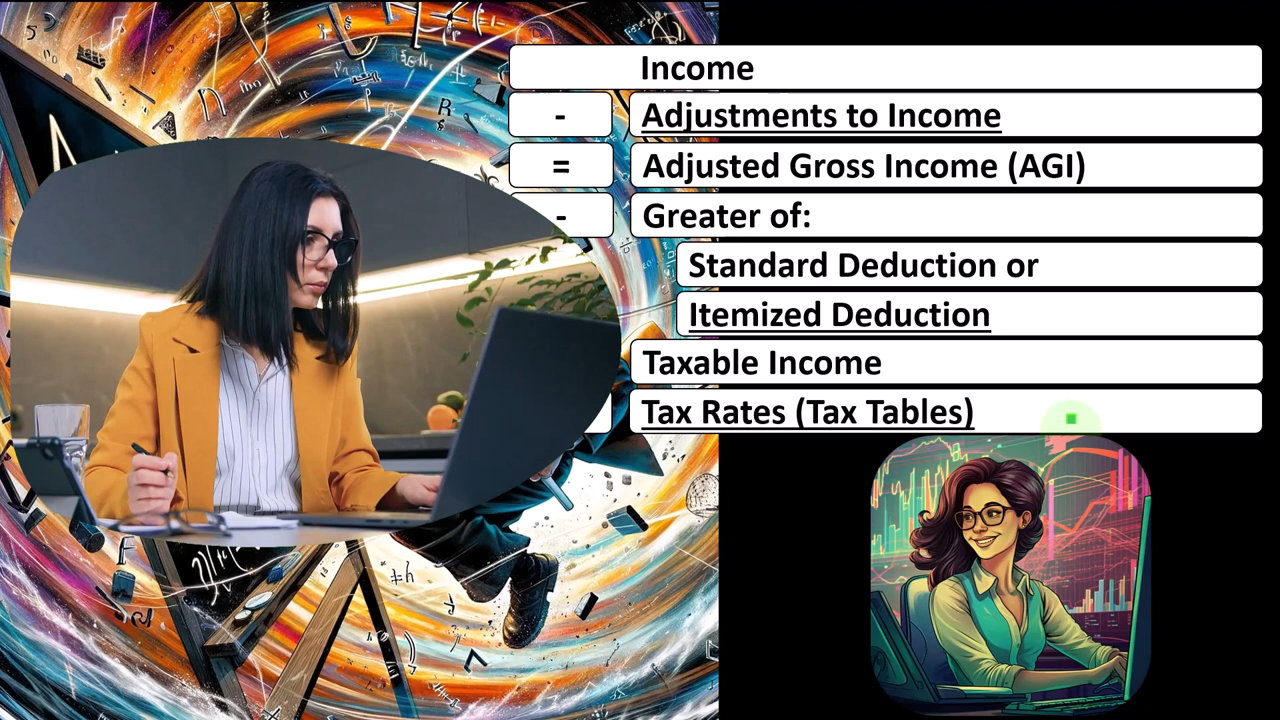 Income
- Adjustments to Income
= Adjusted Gross Income (AGI)
- Greater of:
Standard Deduction or
Itemized Deduction
Taxable Income
Tax Rates (Tax Tables)